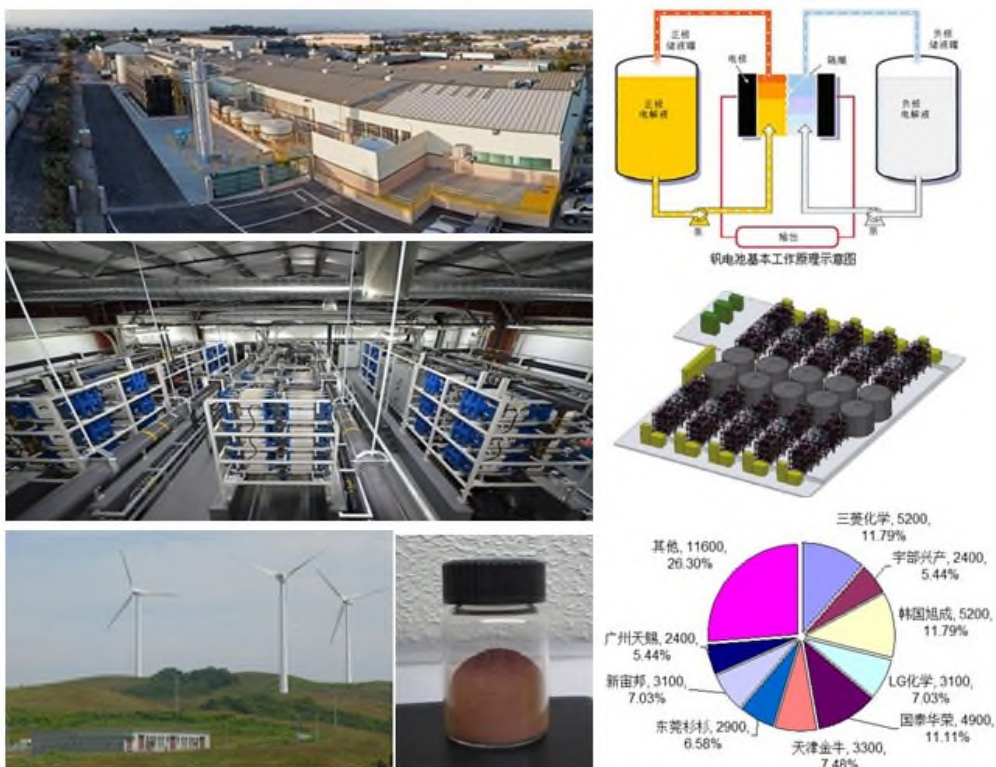 正极
储液罐
负极
储液罐
电极
隔膜
正极
电解液
负极
电解液
泵
泵
输出
钒电池基本工作原理示意图
三菱化学, 5200,
11.79%
其他, 11600,
26.30%
宇部兴产, 2400
5.44%
韩国旭成, 5200
11.79%
广州天赐, 2400
5.44%
LG化学, 3100
7.03%
新宙邦, 3100,
7.03%
国泰华荣, 4900
11.11%
东莞杉杉, 2900
6.58%
天津金牛, 3300
7.48%